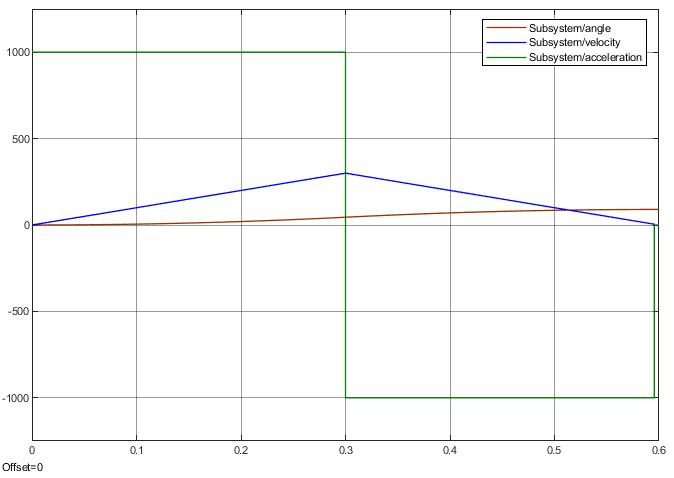 Subsystem/angle
Subsystem/velocity
Subsystem/acceleration
1000
500
0
-500
-1000
0 0.1 0.2 0.3 0.4 0.5 0.6
Offset=0